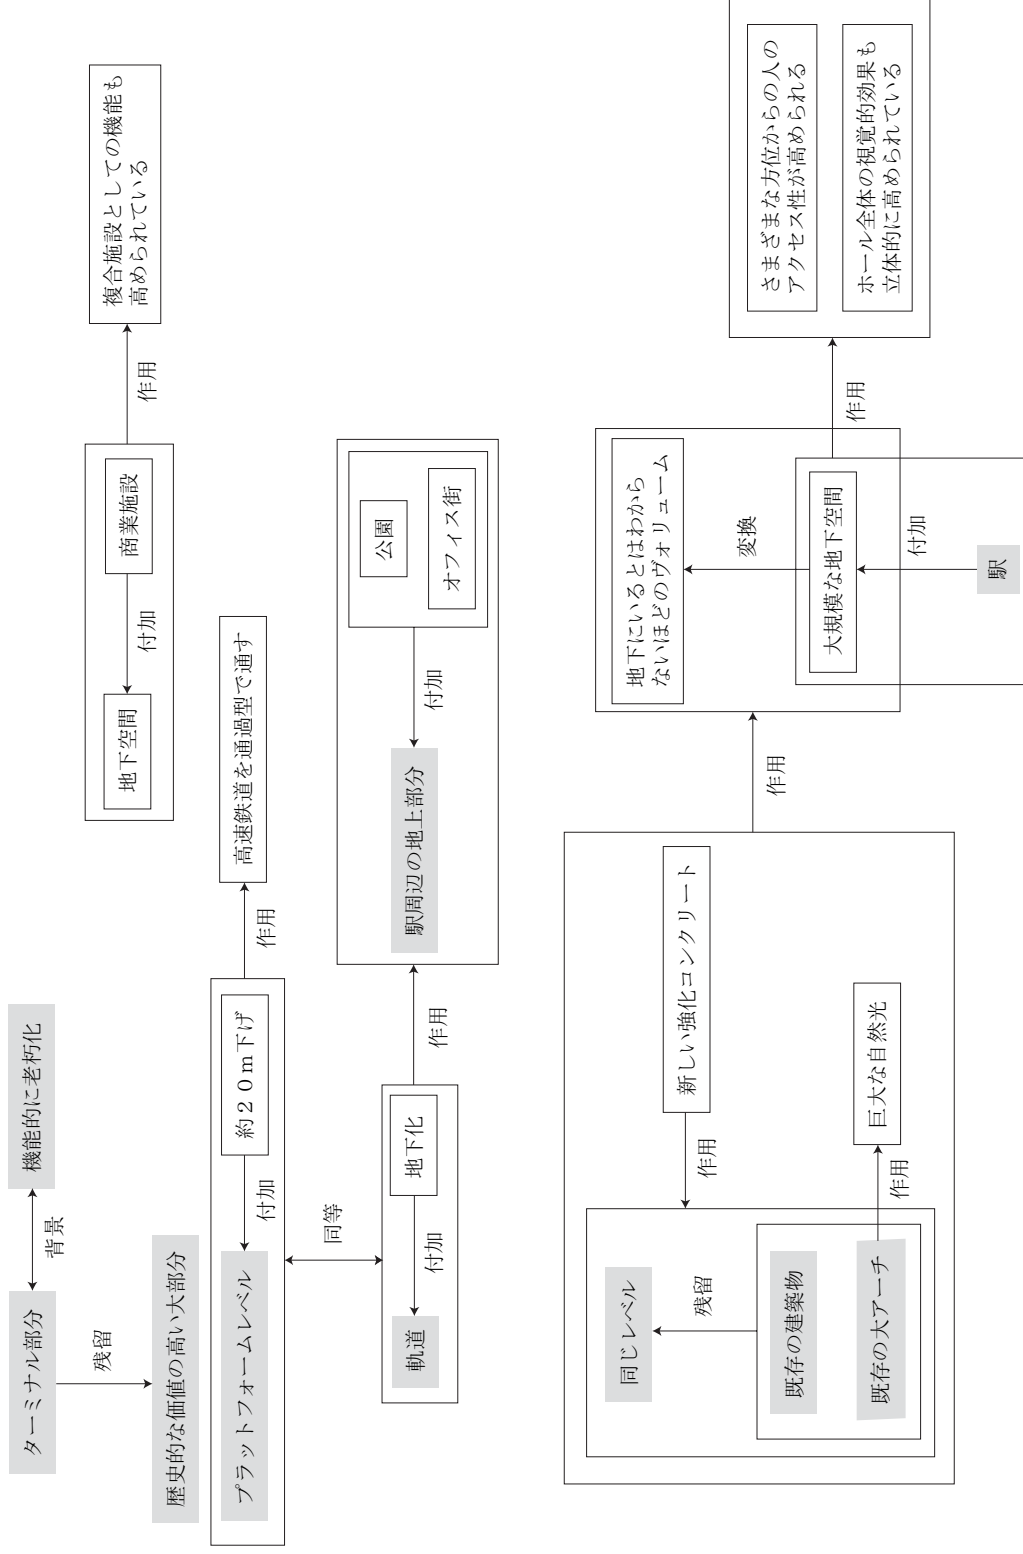 ターミナル部分
背景
機能的に老朽化
残留
歴史的な価値の高い大部分
プラットフォームレベル
付加
約２０ｍ下げ
作用
高速鉄道を通過型で通す
地下空間
付加
商業施設
作用
複合施設としての機能も
高められている
同等
軌道
付加
地下化
作用
駅周辺の地上部分
付加
公園
オフィス街
同じレベル
残留
既存の建築物
既存の大アーチ
作用
巨大な自然光
作用
新しい強化コンクリート
作用
地下にいるとはわから
ないほどのヴォリューム
変換
大規模な地下空間
付加
駅
作用
さまざまな方位からの人の
アクセス性が高められる
ホール全体の視覚的効果も
立体的に高められている